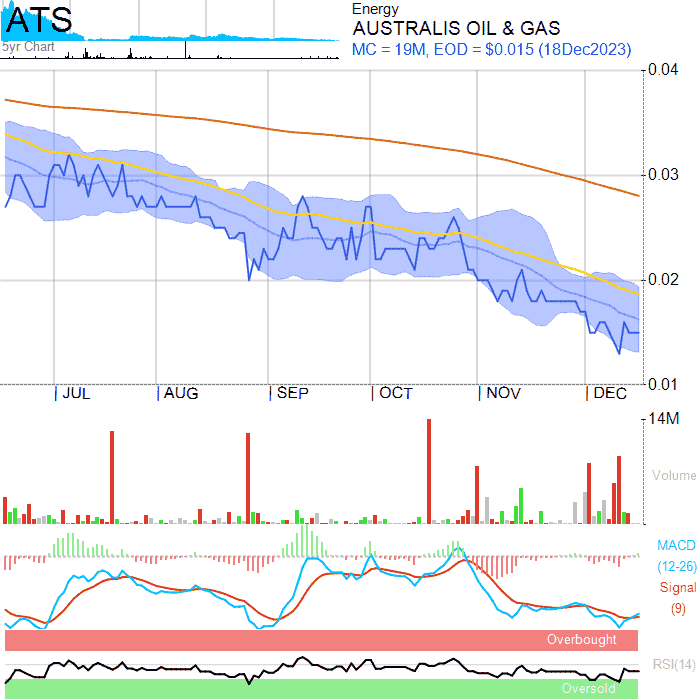 ATS
5yr Chart
Energy
AUSTRALIS OIL & GAS
MC = 19M, EOD = $0.015 (18Dec2023)
0.04
0.03
0.02
0.01
JUL AUG SEP OCT NOV DEC
14M
Volume
MACD
(12-26)
Signal
(9)
Overbought
RSI(14)
Oversold